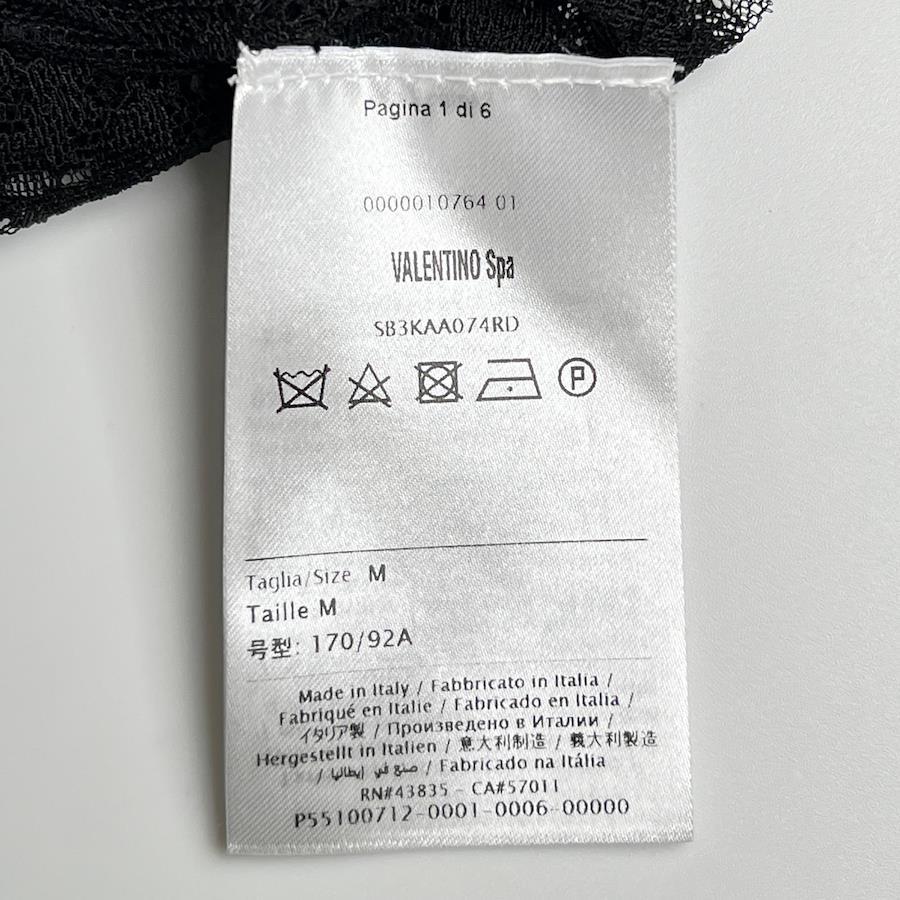 Pagina 1 di 6
0000010764 01
VALENTINO Spa
SB3KAA074RD
P
Taglia/Size M
Taille M
号型: 170/92A
Made in Italy / Fabbricato in Italia /
Fabriqué en Italie / Fabricado en Italia /
イタリア製 / Произведено в Италии /
Hergestellt in Italien / 意大利制造 / 義大利製造
/ صنع في إيطاليا / Fabricado na Itália
RN#43835 - CA#57011
P55100712-0001-0006-00000